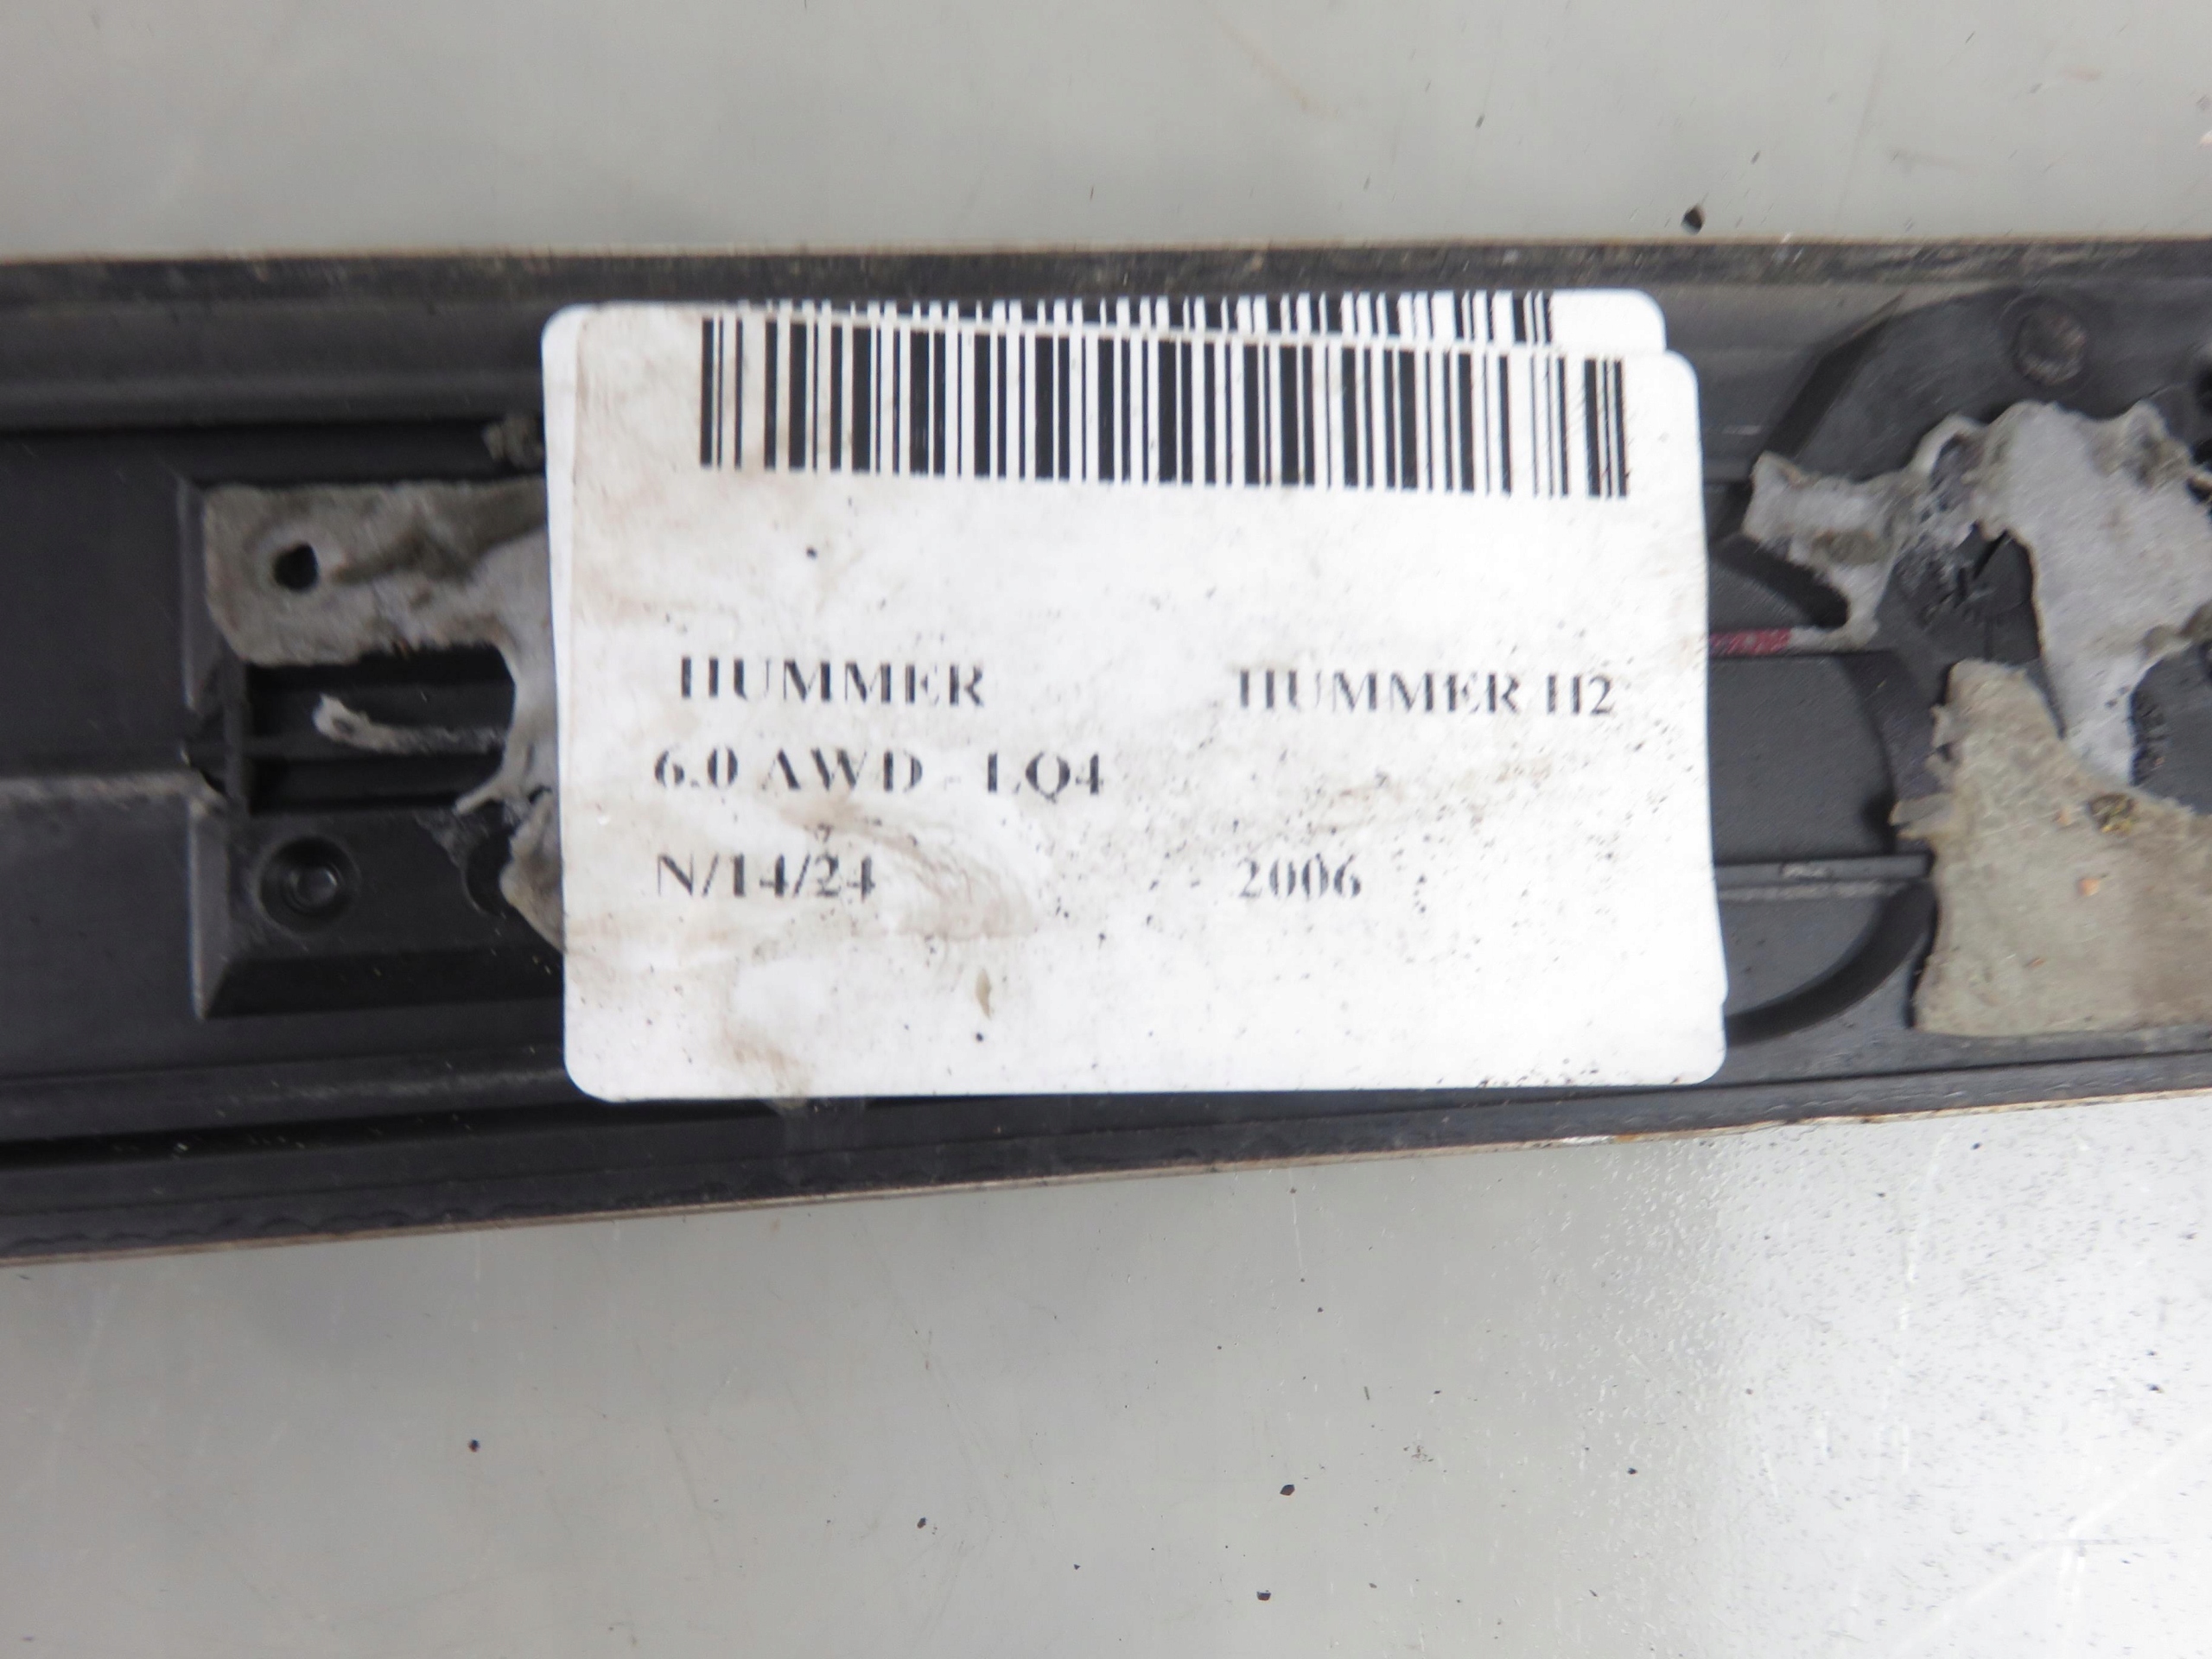 HUMMER HUMMER H2
6.0 AWD - LQ4
N/14/24 2006